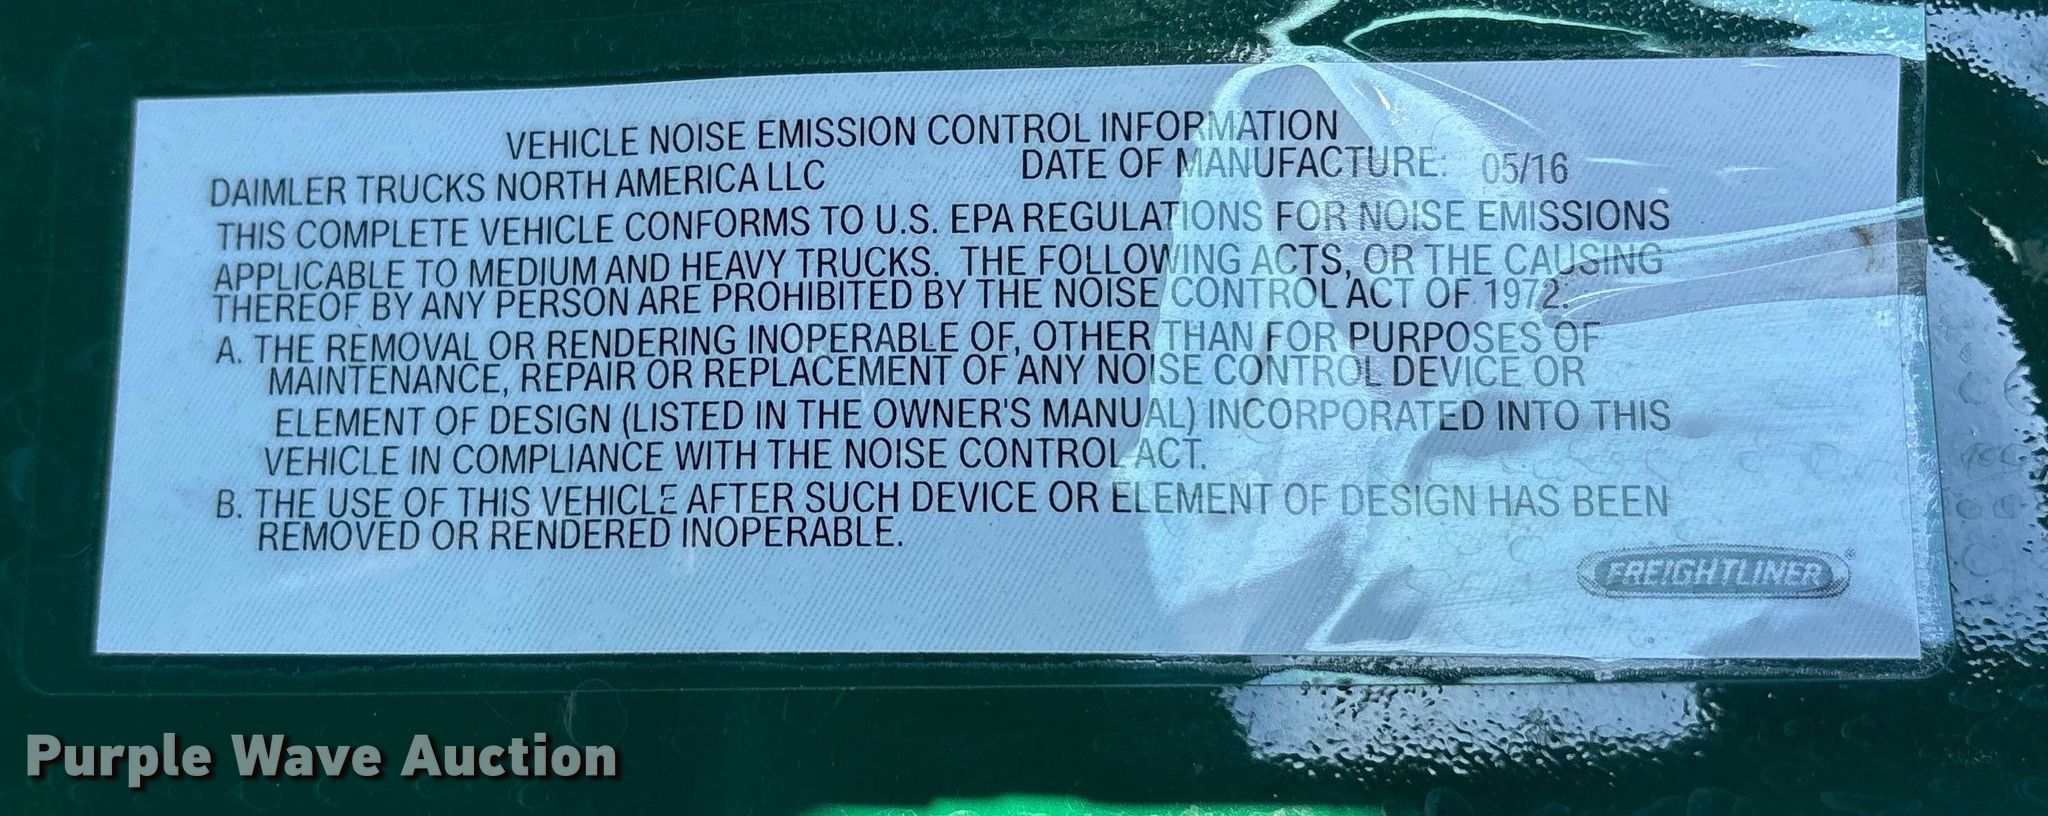 VEHICLE NOISE EMISSION CONTROL INFORMATION
DAIMLER TRUCKS NORTH AMERICA LLC DATE OF MANUFACTURE: 05/16
THIS COMPLETE VEHICLE CONFORMS TO U.S. EPA REGULATIONS FOR NOISE EMISSIONS
APPLICABLE TO MEDIUM AND HEAVY TRUCKS. THE FOLLOWING ACTS, OR THE CAUSING
THEREOF BY ANY PERSON ARE PROHIBITED BY THE NOISE CONTROL ACT OF 1972:
A. THE REMOVAL OR RENDERING INOPERABLE OF, OTHER THAN FOR PURPOSES OF
MAINTENANCE, REPAIR OR REPLACEMENT OF ANY NOISE CONTROL DEVICE OR
ELEMENT OF DESIGN (LISTED IN THE OWNER'S MANUAL) INCORPORATED INTO THIS
VEHICLE IN COMPLIANCE WITH THE NOISE CONTROL ACT.
B. THE USE OF THIS VEHICLE AFTER SUCH DEVICE OR ELEMENT OF DESIGN HAS BEEN
REMOVED OR RENDERED INOPERABLE.
FREIGHTLINER
Purple Wave Auction